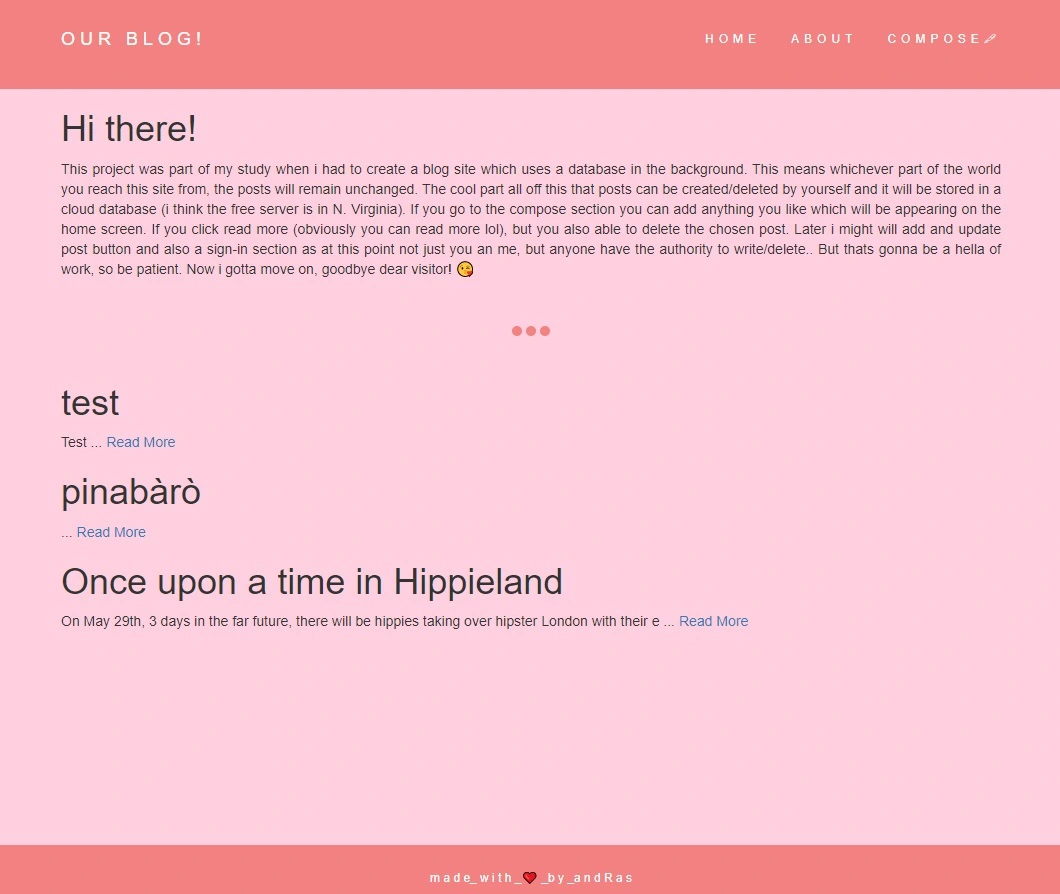 OUR BLOG!
HOME ABOUT COMPOSE
Hi there!
This project was part of my study when i had to create a blog site which uses a database in the background. This means whichever part of the world
you reach this site from, the posts will remain unchanged. The cool part all off this that posts can be created/deleted by yourself and it will be stored in a
cloud database (i think the free server is in N. Virginia). If you go to the compose section you can add anything you like which will be appearing on the
home screen. If you click read more (obviously you can read more lol), but you also able to delete the chosen post. Later i might will add and update
post button and also a sign-in section as at this point not just you an me, but anyone have the authority to write/delete.. But thats gonna be a hella of
work, so be patient. Now i gotta move on, goodbye dear visitor! 😘
test
Test ... Read More
pinabàrò
... Read More
Once upon a time in Hippieland
On May 29th, 3 days in the far future, there will be hippies taking over hipster London with their e ... Read More
made_with_❤_by_andRas